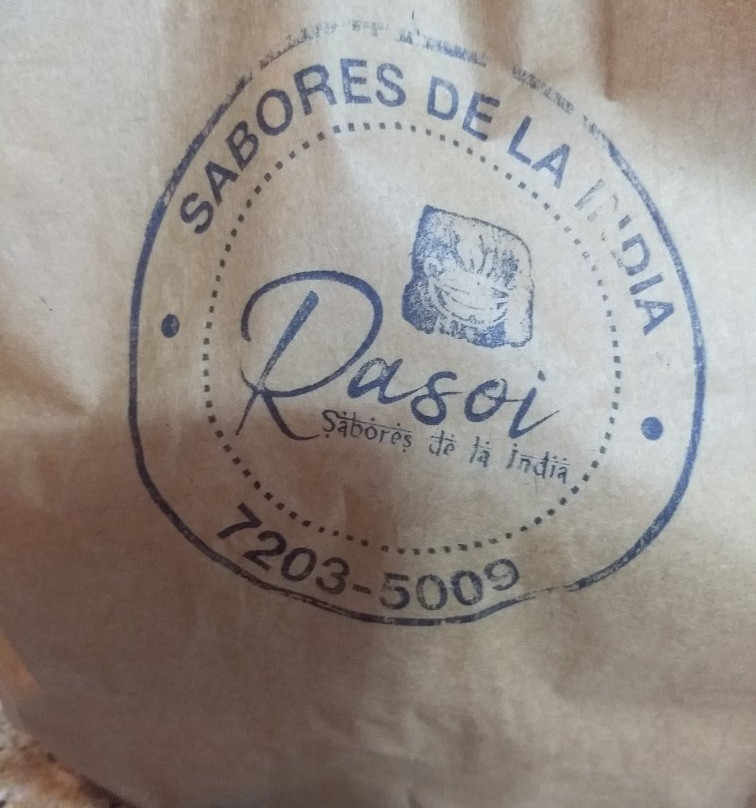 SABORES DE LA INDIA
Rasoi
Sabores de la India
7203-5009